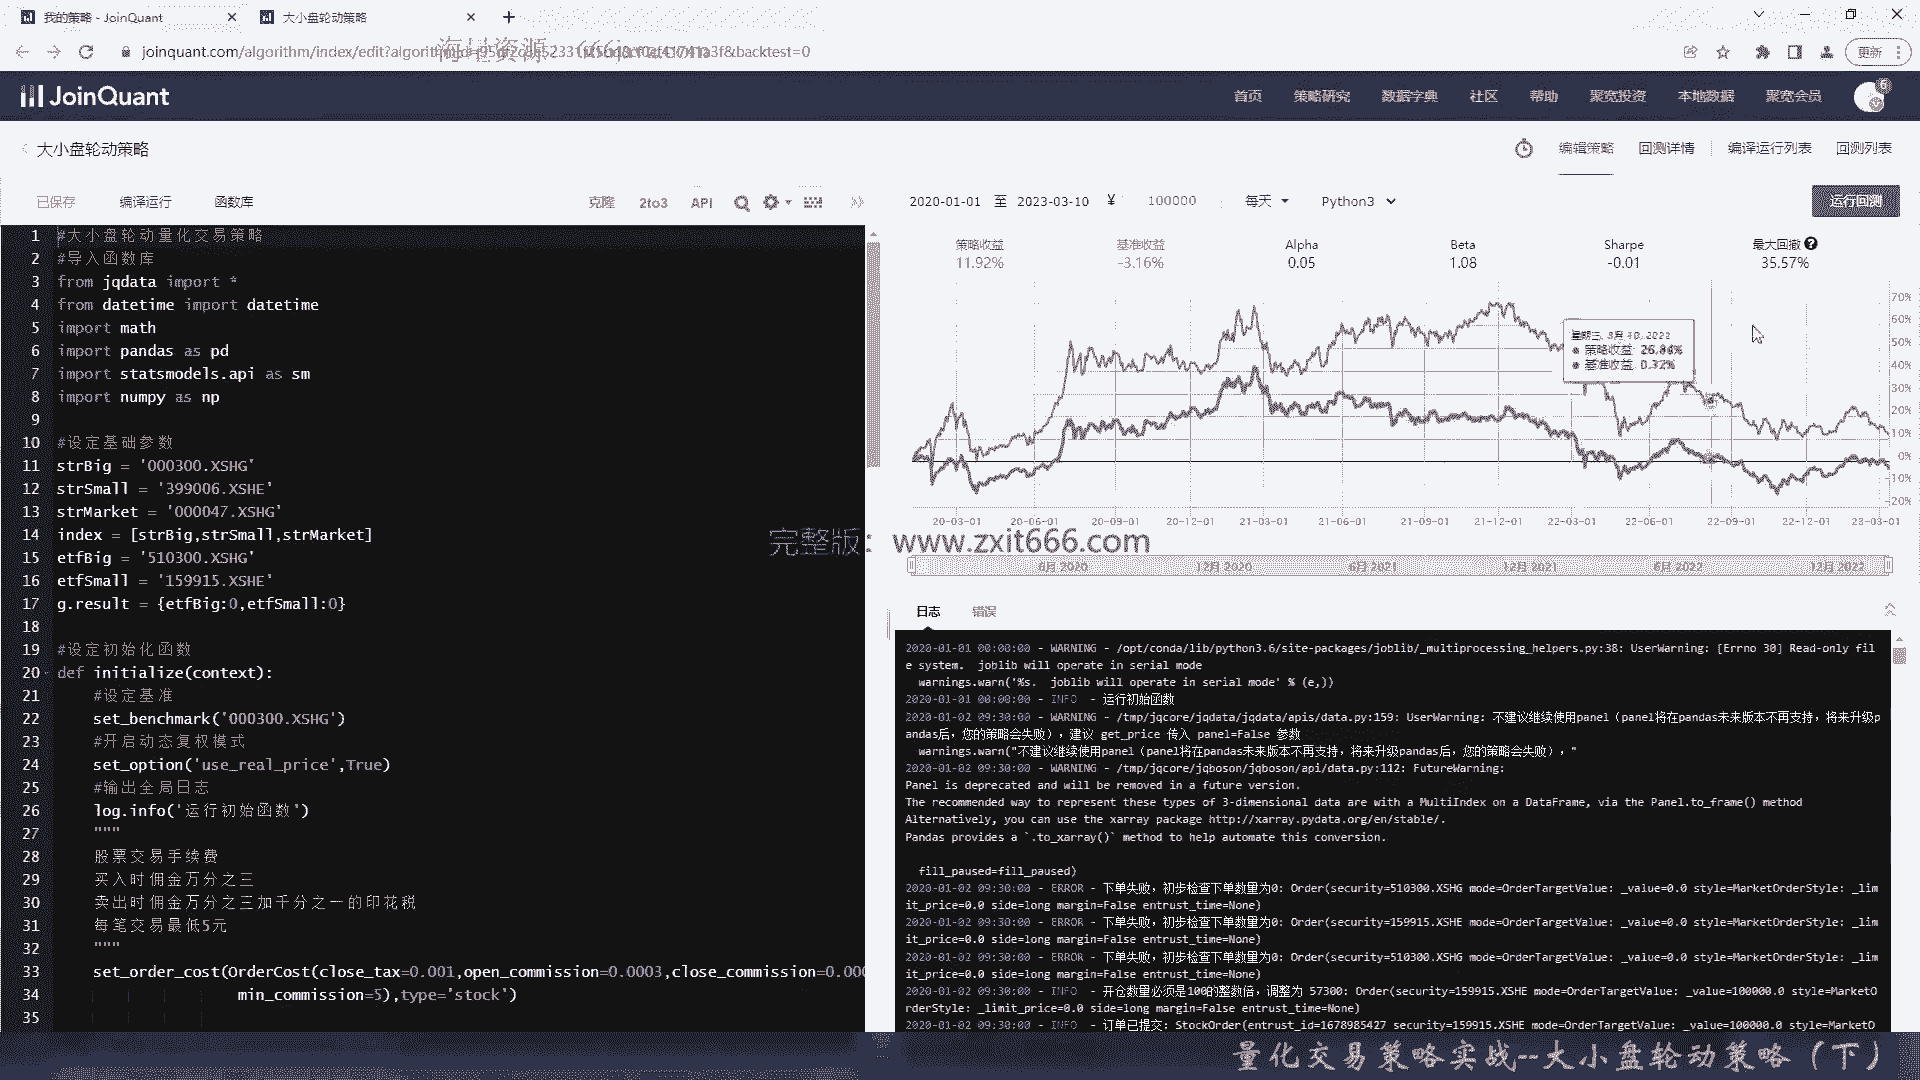 我的策略 - JoinQuant
大小盘轮动策略
JoinQuant
首页 策略研究 数据字典 社区 帮助 聚宽投资 本地数据 聚宽会员
6
更新
大小盘轮动策略
编辑策略 回测详情 编译运行列表 回测列表
已保存 编译运行 函数库 克隆 2to3 API
2020-01-01 至 2023-03-10 ¥ 100000 每天 Python3 运行回测
策略收益 基准收益 Alpha Beta Sharpe 最大回撤
11.92% -3.16% 0.05 1.08 -0.01 35.57%
1 #大小盘轮动量化交易策略
2 #导入函数库
3 from jqdata import *
4 from datetime import datetime
5 import math
6 import pandas as pd
7 import statsmodels.api as sm
8 import numpy as np
9
10 #设定基础参数
11 strBig = '000300.XSHG'
12 strSmall = '399006.XSHE'
13 strMarket = '000047.XSHG'
14 index = [strBig,strSmall,strMarket]
15 etfBig = '510300.XSHG'
16 etfSmall = '159915.XSHE'
17 g.result = {etfBig:0,etfSmall:0}
18
19 #设定初始化函数
20 def initialize(context):
21 #设定基准
22 set_benchmark('000300.XSHG')
23 #开启动态复权模式
24 set_option('use_real_price',True)
25 #输出全局日志
26 log.info('运行初始函数')
27 """
28 股票交易手续费
29 买入时佣金万分之三
30 卖出时佣金万分之三加千分之一的印花税
31 每笔交易最低5元
32 """
33 set_order_cost(OrderCost(close_tax=0.001,open_commission=0.0003,close_commission=0.000
34 min_commission=5),type='stock')
35
70%
60%
50%
40%
30%
20%
10%
0%
-10%
-20%
策略收益: 26.84%
基准收益: 0.32%
20-03-01 20-06-01 20-09-01 20-12-01 21-03-01 21-06-01 21-09-01 21-12-01 22-03-01 22-06-01 22-09-01 22-12-01 23-03-01
完整版：www.zxit666.com
6月 2020 12月 2020 6月 2021 12月 2021 6月 2022 12月 2022
日志 错误
2020-01-01 00:00:00 - WARNING - /opt/conda/lib/python3.6/site-packages/joblib/_multiprocessing_helpers.py:38: UserWarning: [Errno 30] Read-only fil
e system. joblib will operate in serial mode
warnings.warn('%s. joblib will operate in serial mode' % (e,))
2020-01-01 00:00:00 - INFO - 运行初始函数
2020-01-02 09:30:00 - WARNING - /tmp/jqcore/jqdata/jqdata/apis/data.py:159: UserWarning: 不建议继续使用panel（panel将在pandas未来版本不再支持，将来升级p
andas后，您的策略会失败），建议 get_price 传入 panel=False 参数
warnings.warn("不建议继续使用panel（panel将在pandas未来版本不再支持，将来升级pandas后，您的策略会失败），"
2020-01-02 09:30:00 - WARNING - /tmp/jqcore/jqboson/jqboson/api/data.py:112: FutureWarning:
Panel is deprecated and will be removed in a future version.
The recommended way to represent these types of 3-dimensional data are with a MultiIndex on a DataFrame, via the Panel.to_frame() method
Alternatively, you can use the xarray package http://xarray.pydata.org/en/stable/.
Pandas provides a `.to_xarray()` method to help automate this conversion.
fill_paused=fill_paused)
2020-01-02 09:30:00 - ERROR - 下单失败，初步检查下单数量为0: Order(security=510300.XSHG mode=OrderTargetValue: _value=0.0 style=MarketOrderStyle: _lim
it_price=0.0 side=long margin=False entrust_time=None)
2020-01-02 09:30:00 - ERROR - 下单失败，初步检查下单数量为0: Order(security=159915.XSHE mode=OrderTargetValue: _value=0.0 style=MarketOrderStyle: _lim
it_price=0.0 side=long margin=False entrust_time=None)
2020-01-02 09:30:00 - ERROR - 下单失败，初步检查下单数量为0: Order(security=510300.XSHG mode=OrderTargetValue: _value=0.0 style=MarketOrderStyle: _lim
it_price=0.0 side=long margin=False entrust_time=None)
2020-01-02 09:30:00 - INFO - 开仓数量必须是100的整数倍，调整为 57300: Order(security=159915.XSHE mode=OrderTargetValue: _value=100000.0 style=MarketO
rderStyle: _limit_price=0.0 side=long margin=False entrust_time=None)
2020-01-02 09:30:00 - INFO - 订单已提交: StockOrder(entrust_id=1678985427 security=159915.XSHE mode=OrderTargetValue: _value=100000.0 style=MarketO
量化交易策略实战--大小盘轮动策略（下）